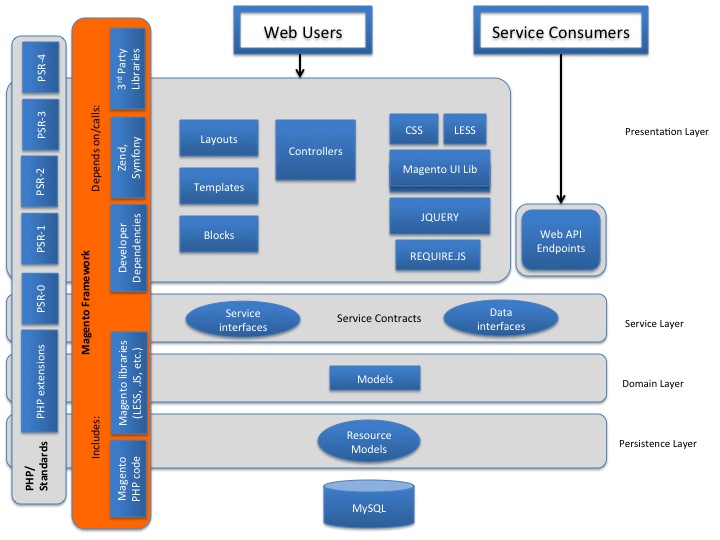 Web Users
Service Consumers
PSR-4
PSR-3
PSR-2
PSR-1
PSR-0
PHP extensions
PHP/
Standards
Magento Framework
Depends on/calls:
3rd Party
Libraries
Zend,
Symfony
Developer
Dependencies
Includes:
Magento libraries
(LESS, .JS, etc.)
Magento
PHP code
Layouts
Templates
Blocks
Controllers
CSS
LESS
Magento UI Lib
JQUERY
REQUIRE.JS
Web API
Endpoints
Presentation Layer
Service
interfaces
Service Contracts
Data
interfaces
Service Layer
Models
Domain Layer
Resource
Models
Persistence Layer
MySQL